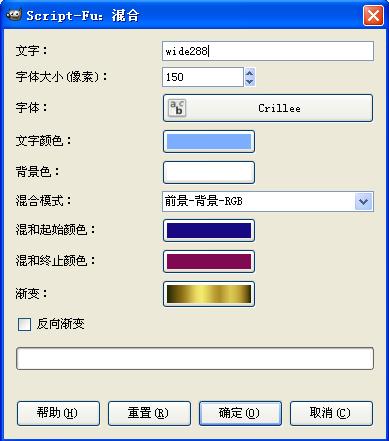 Script-Fu：混合
文字： wide288
字体大小(像素)： 150
字体： Crillee
文字颜色：
背景色：
混合模式： 前景-背景-RGB
混和起始颜色：
混和终止颜色：
渐变：
反向渐变
帮助(H) 重置(R) 确定(O) 取消(C)